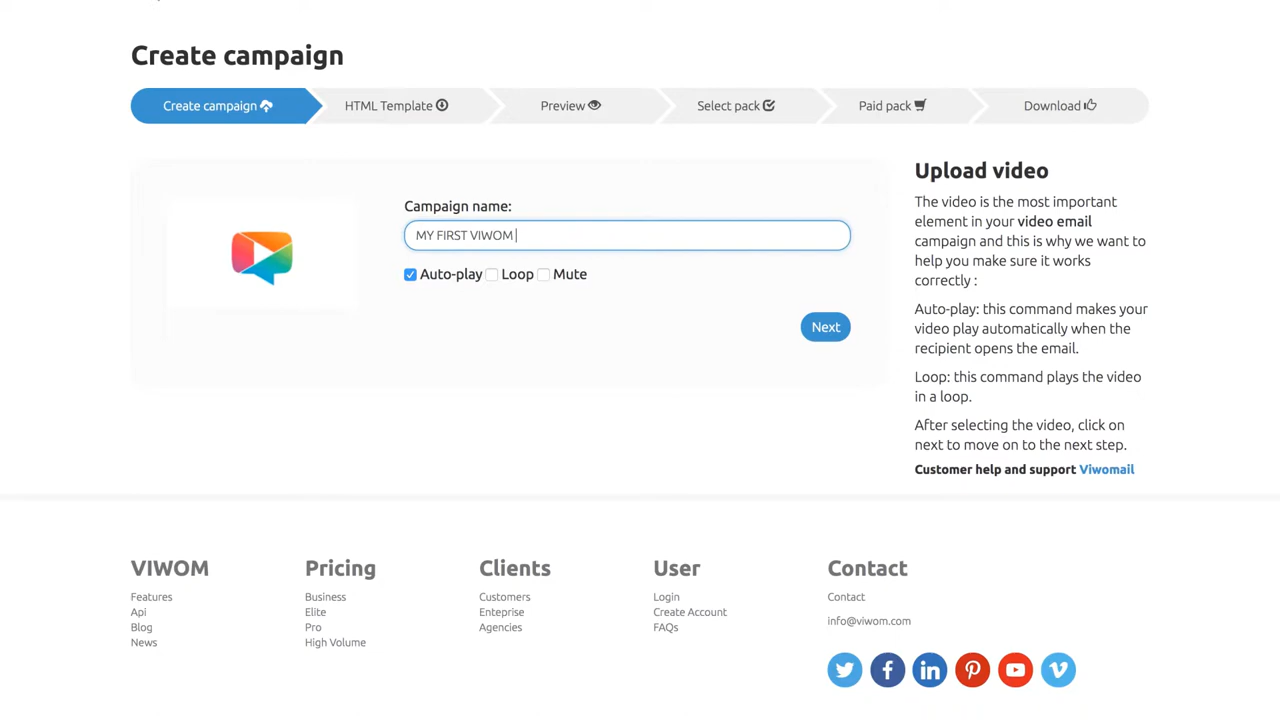 Create campaign
Create campaign
HTML Template
Preview
Select pack
Paid pack
Download
Campaign name:
MY FIRST VIWOM
Auto-play Loop Mute
Next
Upload video
The video is the most important
element in your video email
campaign and this is why we want to
help you make sure it works
correctly :
Auto-play: this command makes your
video play automatically when the
recipient opens the email.
Loop: this command plays the video
in a loop.
After selecting the video, click on
next to move on to the next step.
Customer help and support Viwomail
VIWOM
Features
Api
Blog
News
Pricing
Business
Elite
Pro
High Volume
Clients
Customers
Enteprise
Agencies
User
Login
Create Account
FAQs
Contact
Contact
info@viwom.com